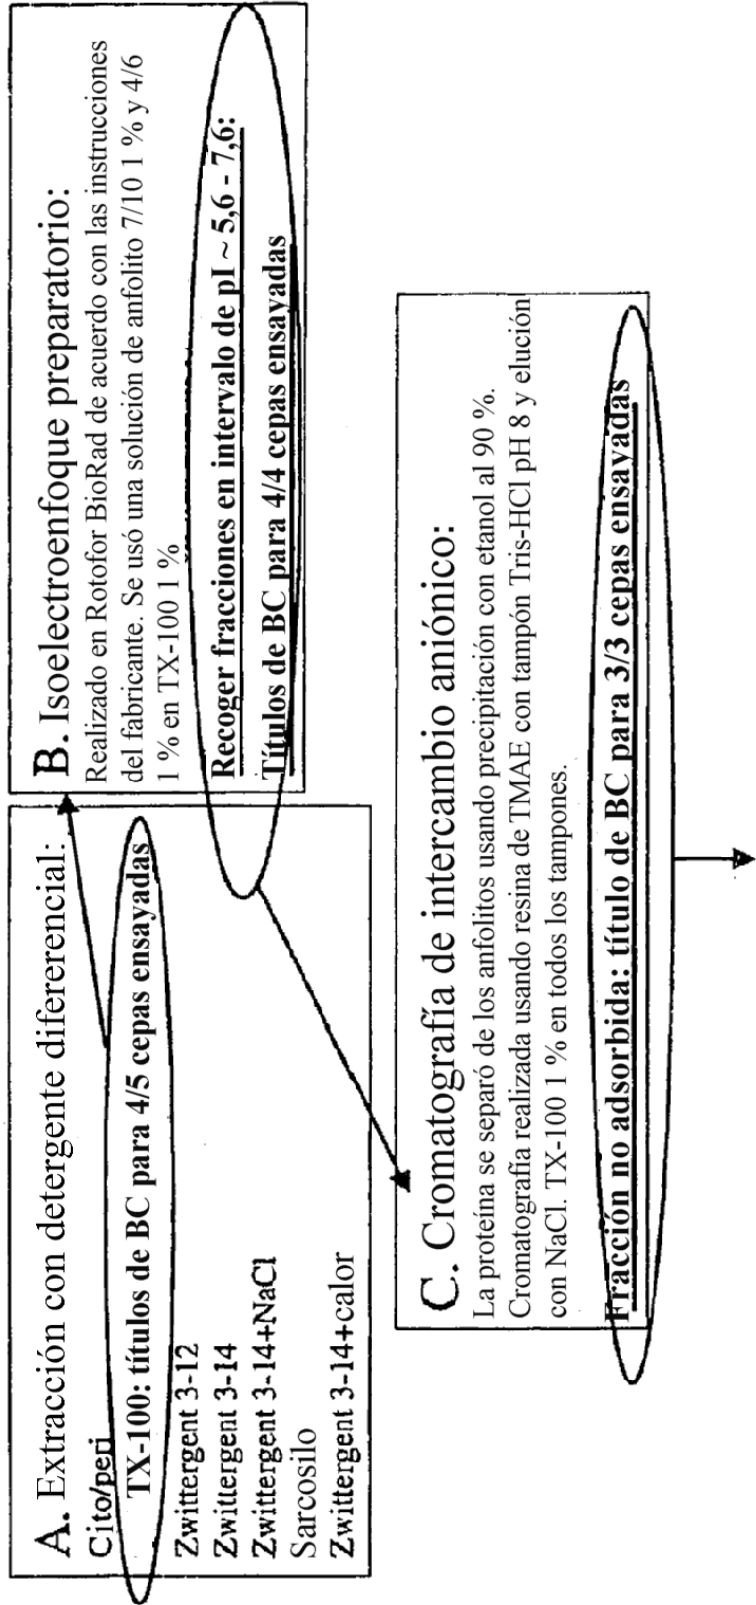 A. Extracción con detergente diferencial:
Cito/peri
TX-100: títulos de BC para 4/5 cepas ensayadas
Zwittergent 3-12
Zwittergent 3-14
Zwittergent 3-14+NaCl
Sarcosilo
Zwittergent 3-14+calor
B. Isoelectroenfoque preparatorio:
Realizado en Rotofor BioRad de acuerdo con las instrucciones
del fabricante. Se usó una solución de anfolito 7/10 1 % y 4/6
1 % en TX-100 1 %
Recoger fracciones en intervalo de pI ~ 5,6 - 7,6:
Títulos de BC para 4/4 cepas ensayadas
C. Cromatografía de intercambio aniónico:
La proteína se separó de los anfolitos usando precipitación con etanol al 90 %.
Cromatografía realizada usando resina de TMAE con tampón Tris-HCl pH 8 y elución
con NaCl. TX-100 1 % en todos los tampones.
Fracción no adsorbida: título de BC para 3/3 cepas ensayadas